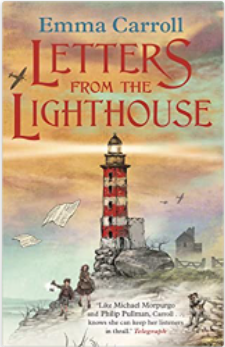 Emma Carroll
LETTERS
FROM THE
LIGHTHOUSE
"Like Michael Morpurgo
and Philip Pullman, Carroll
knows she can keep her listeners
in thrall." Telegraph